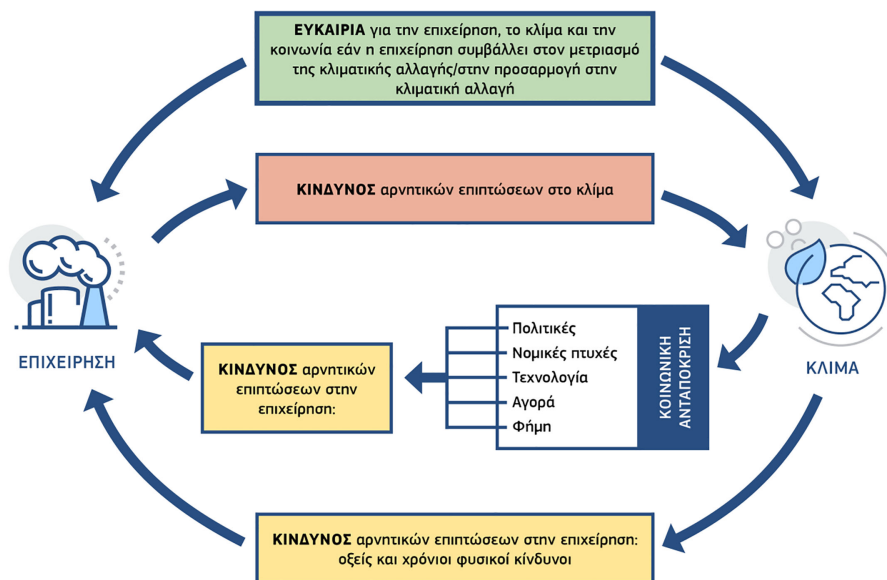 ΕΥΚΑΙΡΙΑ για την επιχείρηση, το κλίμα και την
κοινωνία εάν η επιχείρηση συμβάλλει στον μετριασμό
της κλιματικής αλλαγής/στην προσαρμογή στην
κλιματική αλλαγή
ΚΙΝΔΥΝΟΣ αρνητικών επιπτώσεων στο κλίμα
ΕΠΙΧΕΙΡΗΣΗ
ΚΙΝΔΥΝΟΣ αρνητικών
επιπτώσεων στην
επιχείρηση:
Πολιτικές
Νομικές πτυχές
Τεχνολογία
Αγορά
Φήμη
ΚΟΙΝΩΝΙΚΗ
ΑΝΤΑΠΟΚΡΙΣΗ
ΚΛΙΜΑ
ΚΙΝΔΥΝΟΣ αρνητικών επιπτώσεων στην επιχείρηση:
οξείς και χρόνιοι φυσικοί κίνδυνοι